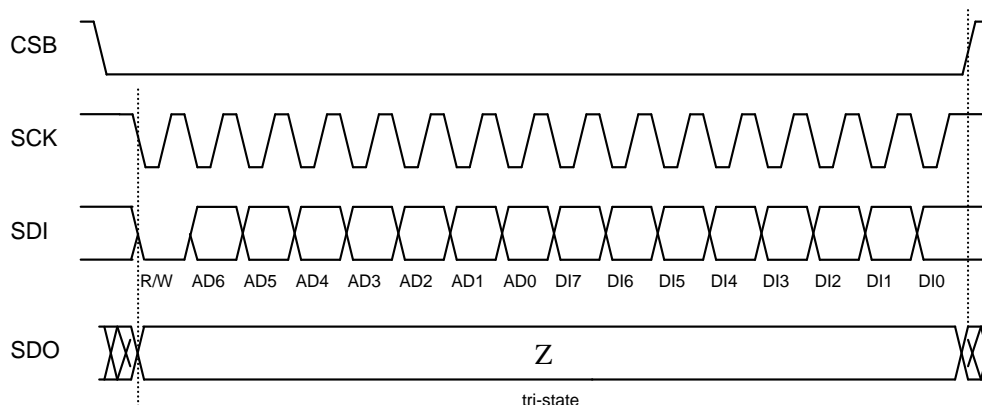 CSB
SCK
SDI
R/W AD6 AD5 AD4 AD3 AD2 AD1 AD0 DI7 DI6 DI5 DI4 DI3 DI2 DI1 DI0
SDO Z
tri-state